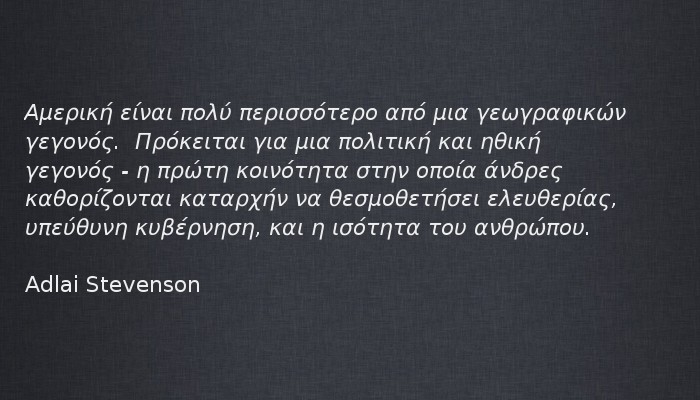 Αμερική είναι πολύ περισσότερο από μια γεωγραφικών
γεγονός.  Πρόκειται για μια πολιτική και ηθική
γεγονός - η πρώτη κοινότητα στην οποία άνδρες
καθορίζονται καταρχήν να θεσμοθετήσει ελευθερίας,
υπεύθυνη κυβέρνηση, και η ισότητα του ανθρώπου.
Adlai Stevenson